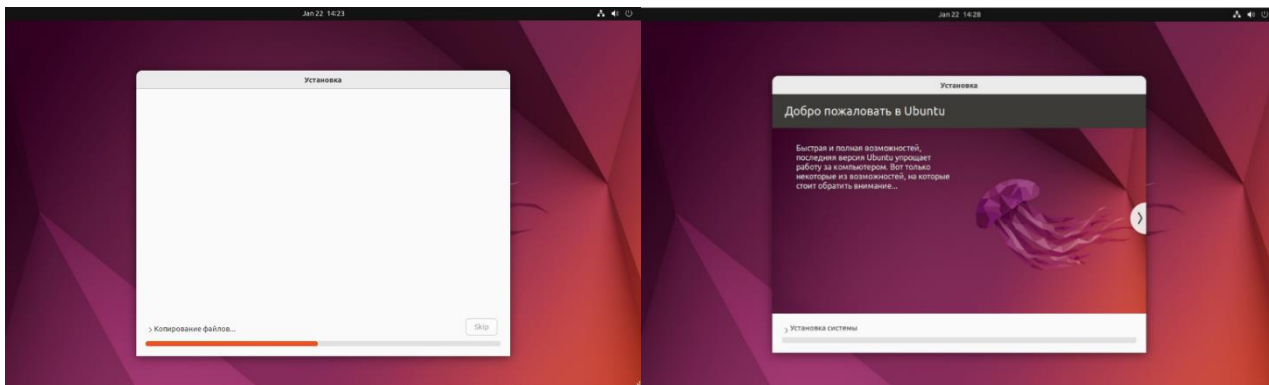 Jan 22 14:23
Установка
Копирование файлов...
Skip
Jan 22 14:28
Установка
Добро пожаловать в Ubuntu
Быстрая и полная возможностей,
последняя версия Ubuntu упрощает
работу за компьютером. Вот только
некоторые из возможностей, на которые
стоит обратить внимание...
Установка системы